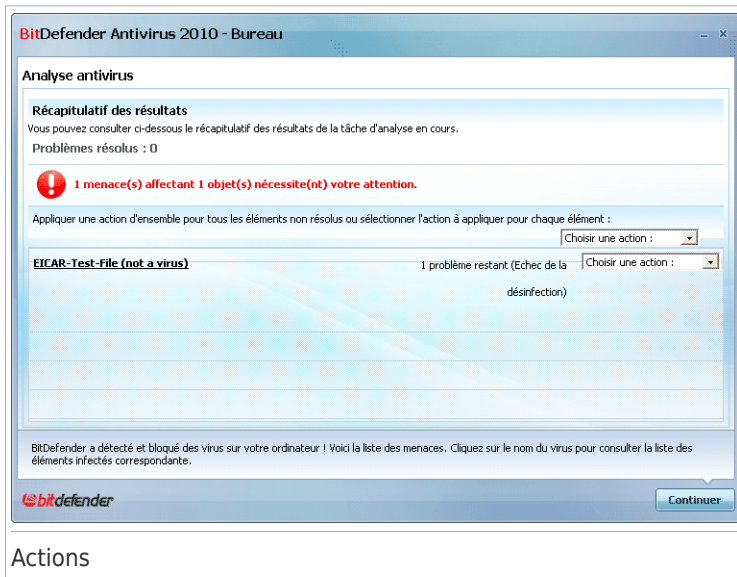 BitDefender Antivirus 2010 - Bureau
Analyse antivirus
Récapitulatif des résultats
Vous pouvez consulter ci-dessous le récapitulatif des résultats de la tâche d'analyse en cours.
Problèmes résolus : 0
1 menace(s) affectant 1 objet(s) nécessite(nt) votre attention.
Appliquer une action d'ensemble pour tous les éléments non résolus ou sélectionner l'action à appliquer pour chaque élément :
Choisir une action :
EICAR-Test-File (not a virus)
1 problème restant (Echec de la
désinfection)
Choisir une action :
BitDefender a détecté et bloqué des virus sur votre ordinateur ! Voici la liste des menaces. Cliquez sur le nom du virus pour consulter la liste des
éléments infectés correspondante.
bitdefender
Continuer
Actions